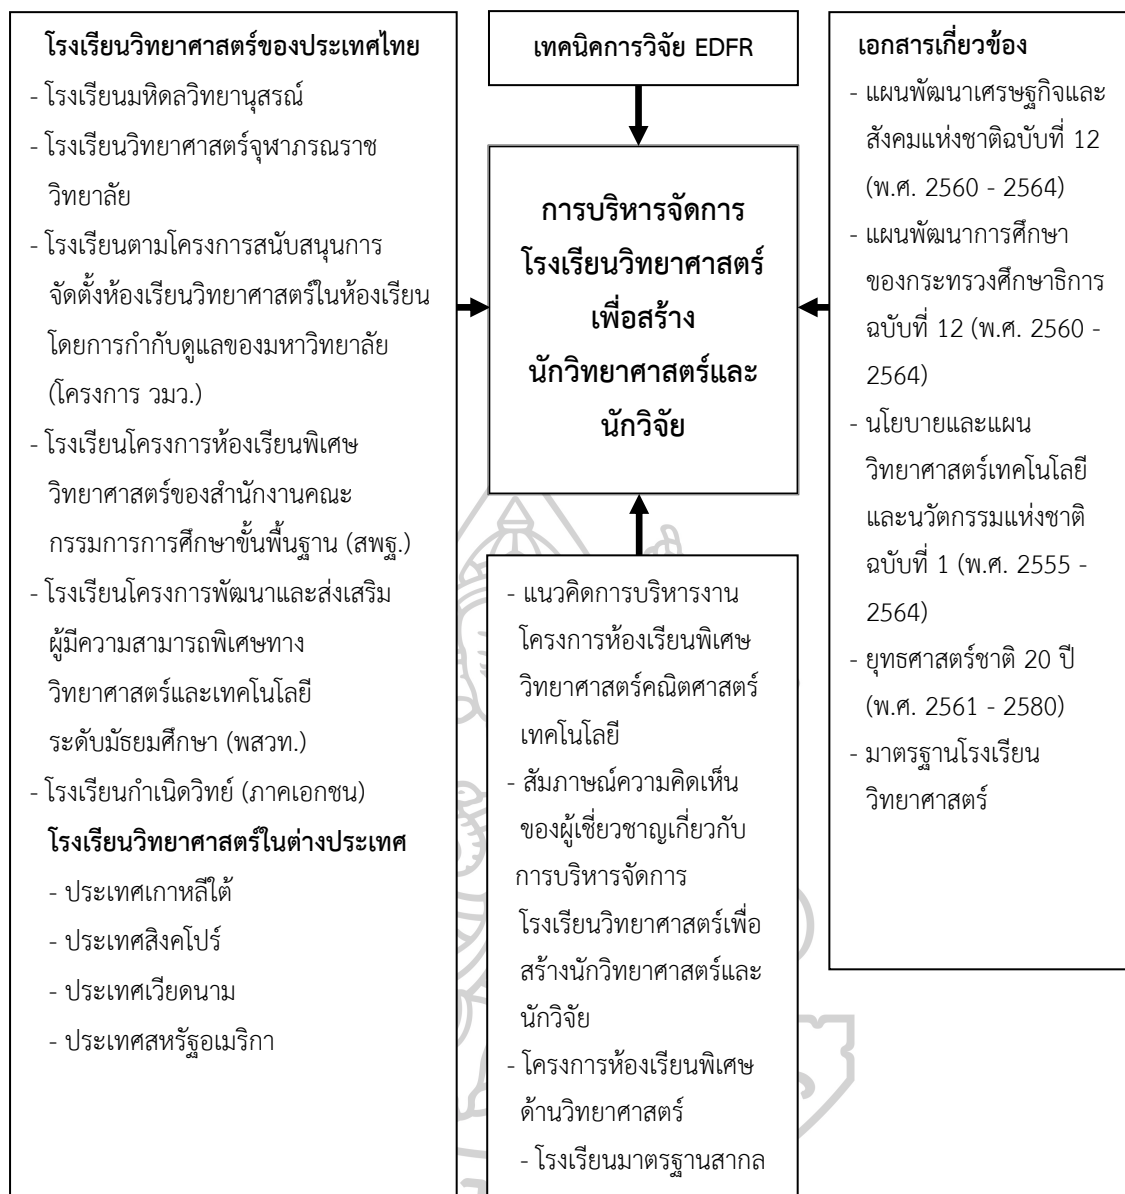 โรงเรียนวิทยาศาสตร์ของประเทศไทย
- โรงเรียนมหิดลวิทยานุสรณ์
- โรงเรียนวิทยาศาสตร์จุฬาภรณราช
วิทยาลัย
- โรงเรียนตามโครงการสนับสนุนการ
จัดตั้งห้องเรียนวิทยาศาสตร์ในห้องเรียน
โดยการกำกับดูแลของมหาวิทยาลัย
(โครงการ วมว.)
- โรงเรียนโครงการห้องเรียนพิเศษ
วิทยาศาสตร์ของสำนักงานคณะ
กรรมการการศึกษาขั้นพื้นฐาน (สพฐ.)
- โรงเรียนโครงการพัฒนาและส่งเสริม
ผู้มีความสามารถพิเศษทาง
วิทยาศาสตร์และเทคโนโลยี
ระดับมัธยมศึกษา (พสวท.)
- โรงเรียนกำเนิดวิทย์ (ภาคเอกชน)
โรงเรียนวิทยาศาสตร์ในต่างประเทศ
- ประเทศเกาหลีใต้
- ประเทศสิงคโปร์
- ประเทศเวียดนาม
- ประเทศสหรัฐอเมริกา
เทคนิคการวิจัย EDFR
การบริหารจัดการ
โรงเรียนวิทยาศาสตร์
เพื่อสร้าง
นักวิทยาศาสตร์และ
นักวิจัย
- แนวคิดการบริหารงาน
โครงการห้องเรียนพิเศษ
วิทยาศาสตร์คณิตศาสตร์
เทคโนโลยี
- สัมภาษณ์ความคิดเห็น
ของผู้เชี่ยวชาญเกี่ยวกับ
การบริหารจัดการ
โรงเรียนวิทยาศาสตร์เพื่อ
สร้างนักวิทยาศาสตร์และ
นักวิจัย
- โครงการห้องเรียนพิเศษ
ด้านวิทยาศาสตร์
- โรงเรียนมาตรฐานสากล
เอกสารเกี่ยวข้อง
- แผนพัฒนาเศรษฐกิจและ
สังคมแห่งชาติฉบับที่ 12
(พ.ศ. 2560 - 2564)
- แผนพัฒนาการศึกษา
ของกระทรวงศึกษาธิการ
ฉบับที่ 12 (พ.ศ. 2560 -
2564)
- นโยบายและแผน
วิทยาศาสตร์เทคโนโลยี
และนวัตกรรมแห่งชาติ
ฉบับที่ 1 (พ.ศ. 2555 -
2564)
- ยุทธศาสตร์ชาติ 20 ปี
(พ.ศ. 2561 - 2580)
- มาตรฐานโรงเรียน
วิทยาศาสตร์